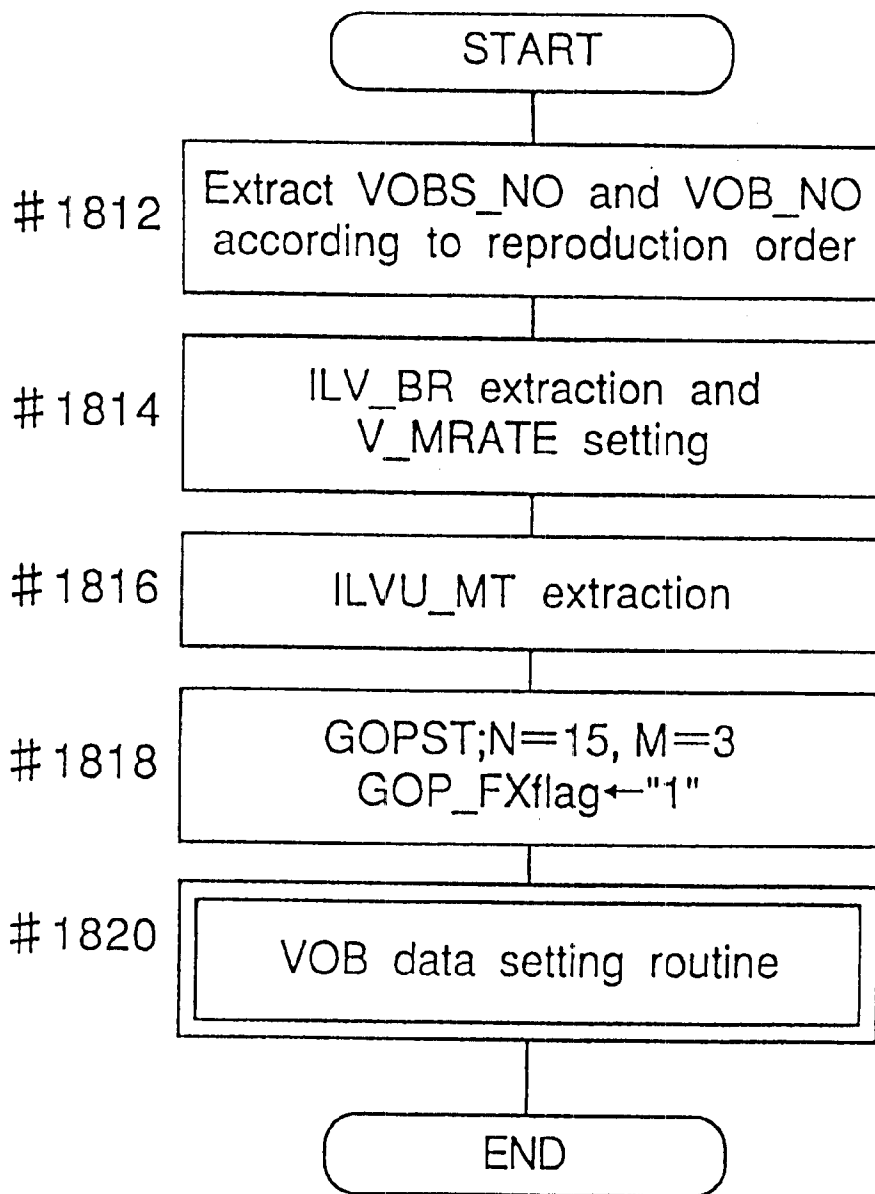 START
#1812
Extract VOBS_NO and VOB_NO
according to reproduction order
#1814
ILV_BR extraction and
V_MRATE setting
#1816
ILVU_MT extraction
#1818
GOPST;N=15, M=3
GOP_FXflag←"1"
#1820
VOB data setting routine
END